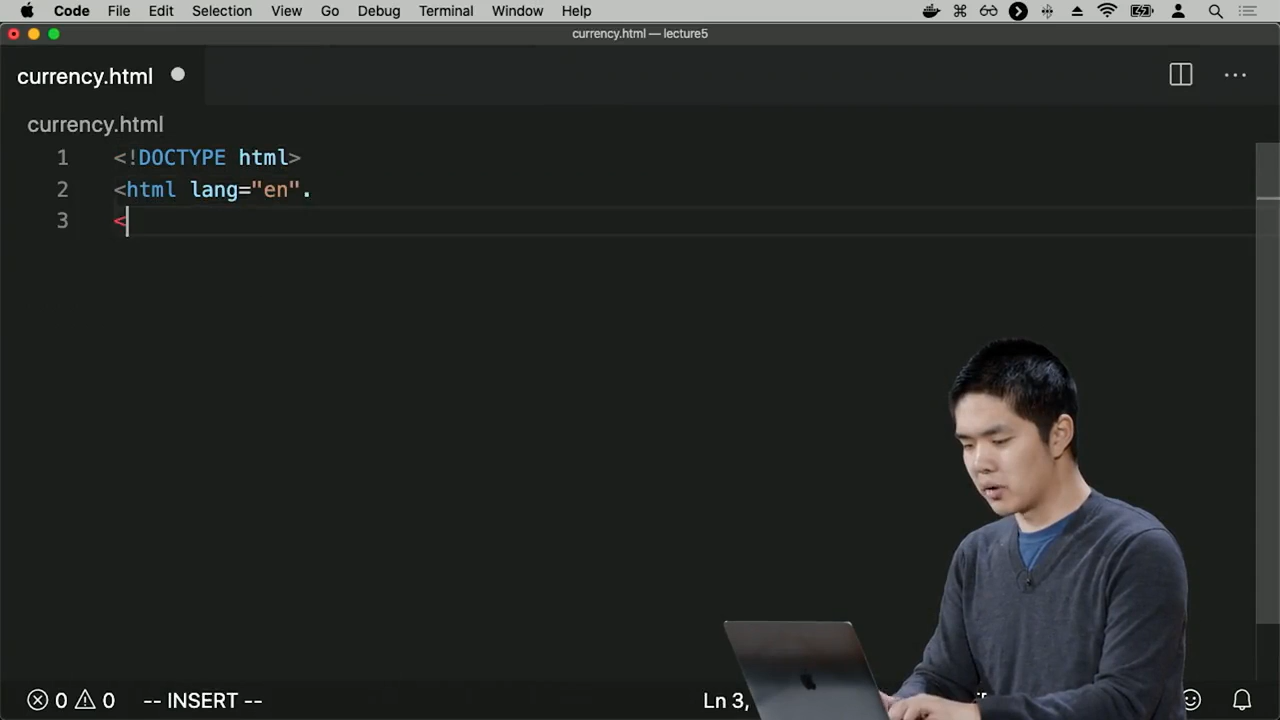 Code File Edit Selection View Go Debug Terminal Window Help
currency.html — lecture5
currency.html
currency.html
1 <!DOCTYPE html>
2 <html lang="en".
3 <
0 0 -- INSERT -- Ln 3,